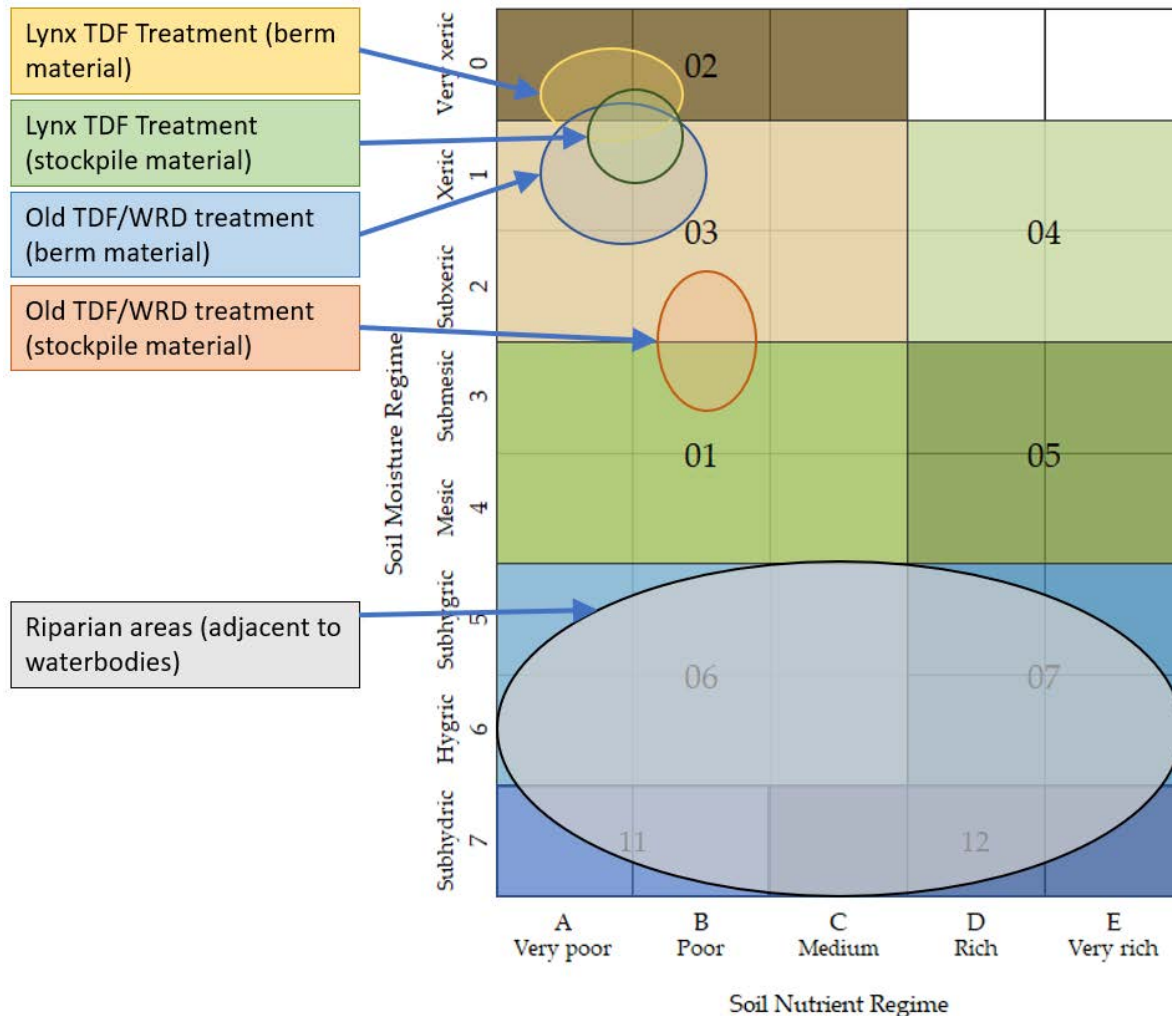 Lynx TDF Treatment (berm
material)
Lynx TDF Treatment
(stockpile material)
Old TDF/WRD treatment
(berm material)
Old TDF/WRD treatment
(stockpile material)
Riparian areas (adjacent to
waterbodies)
Soil Moisture Regime
Very xeric
0
Xeric
1
Subxeric
2
Submesic
3
Mesic
4
Subhygric
5
Hygric
6
Subhydric
7
02
03
04
01
05
06
07
11
12
A
Very poor
B
Poor
C
Medium
D
Rich
E
Very rich
Soil Nutrient Regime